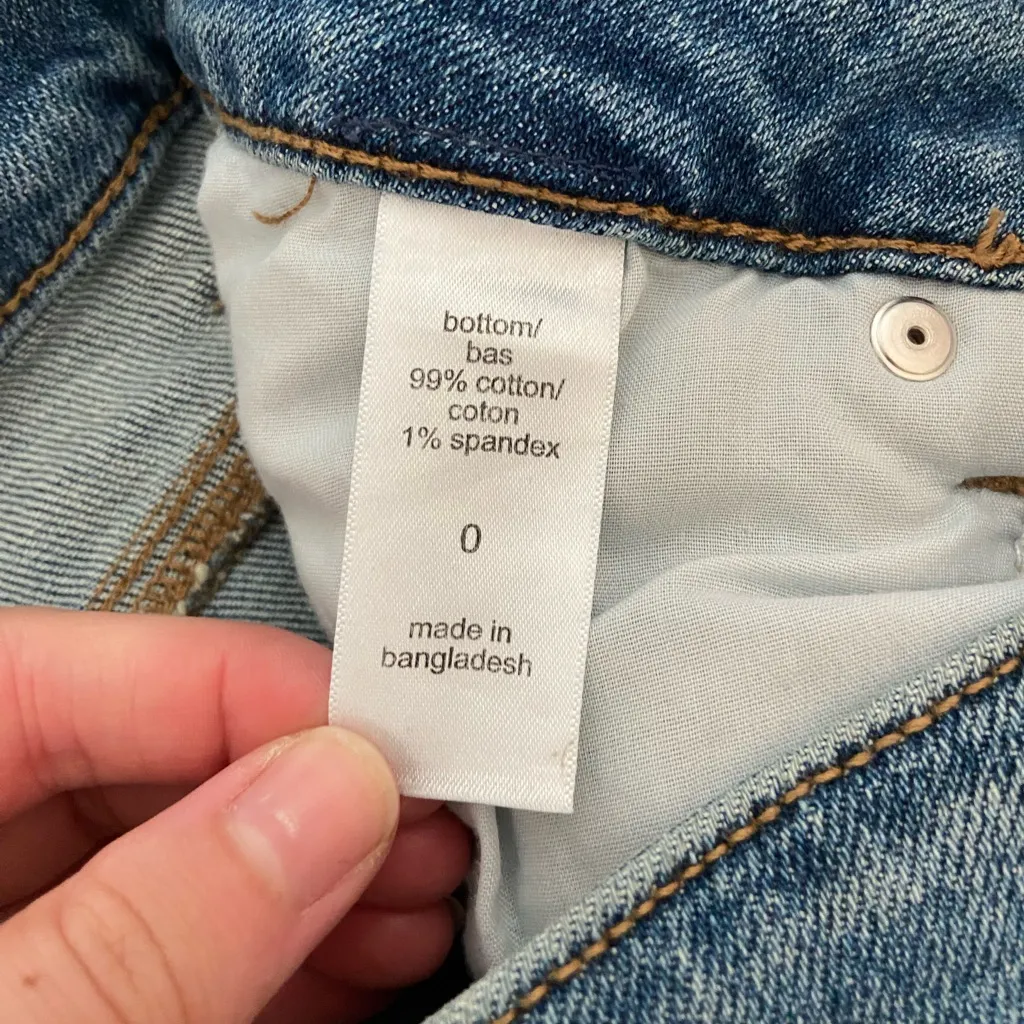 bottom/
bas
99% cotton/
coton
1% spandex
0
made in
bangladesh